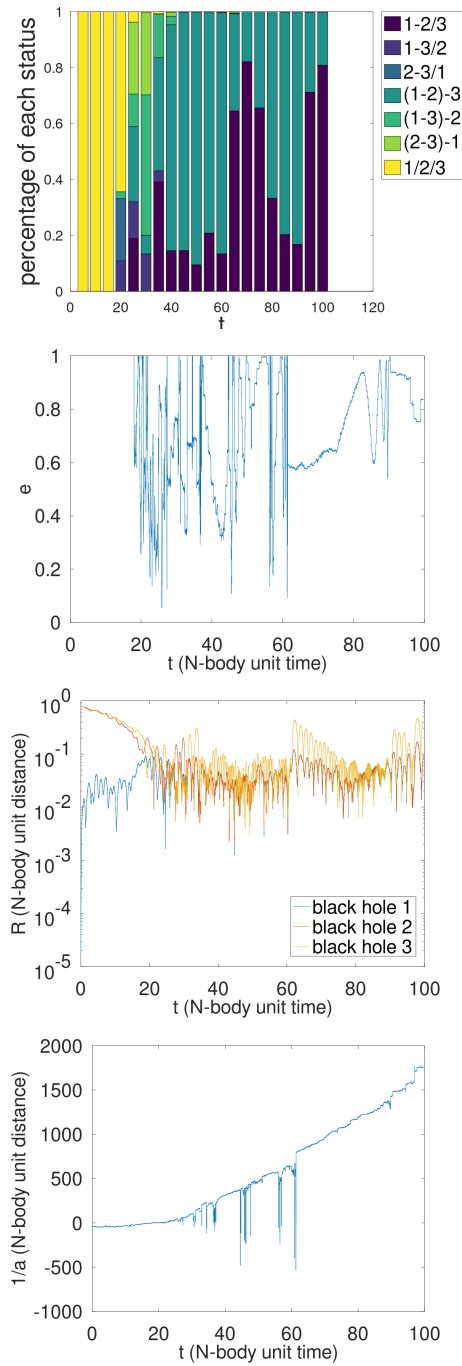 percentage of each status
1
0.8
0.6
0.4
0.2
0
0 20 40 60 80 100 120
t
1-2/3
1-3/2
2-3/1
(1-2)-3
(1-3)-2
(2-3)-1
1/2/3
e
1
0.8
0.6
0.4
0.2
0
0 20 40 60 80 100
t (N-body unit time)
R (N-body unit distance)
10^0
10^-1
10^-2
10^-3
10^-4
10^-5
black hole 1
black hole 2
black hole 3
0 20 40 60 80 100
t (N-body unit time)
1/a (N-body unit distance)
2000
1500
1000
500
0
-500
-1000
0 20 40 60 80 100
t (N-body unit time)